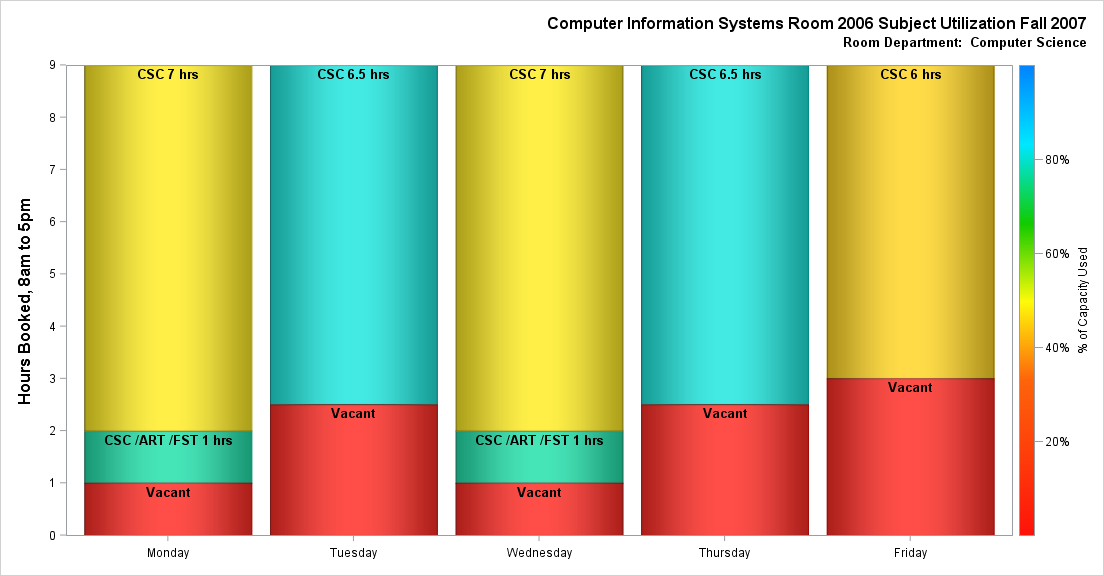 Computer Information Systems Room 2006 Subject Utilization Fall 2007
Room Department:  Computer Science
Hours Booked, 8am to 5pm
9
8
7
6
5
4
3
2
1
0
CSC 7 hrs
CSC /ART /FST 1 hrs
Vacant
CSC 6.5 hrs
Vacant
CSC 7 hrs
CSC /ART /FST 1 hrs
Vacant
CSC 6.5 hrs
Vacant
CSC 6 hrs
Vacant
Monday
Tuesday
Wednesday
Thursday
Friday
80%
60%
40%
20%
% of Capacity Used